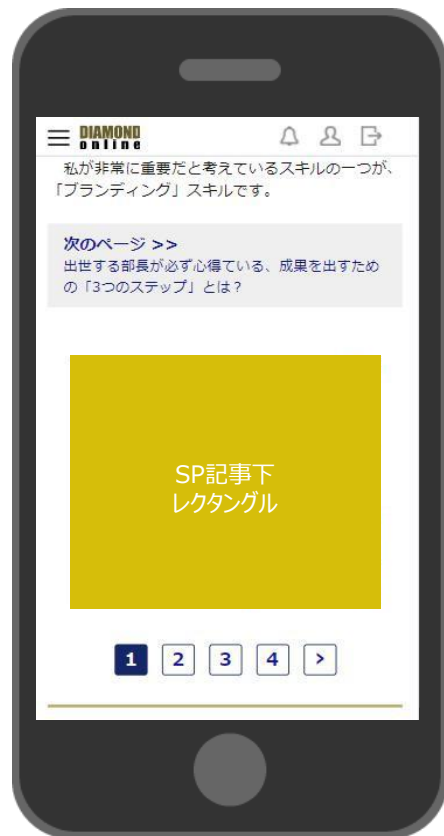 DIAMOND
online
私が非常に重要だと考えているスキルの一つが、
「ブランディング」スキルです。
次のページ >>
出世する部長が必ず心得ている、成果を出すため
の「3つのステップ」とは？
SP記事下
レクタングル
1 2 3 4 >